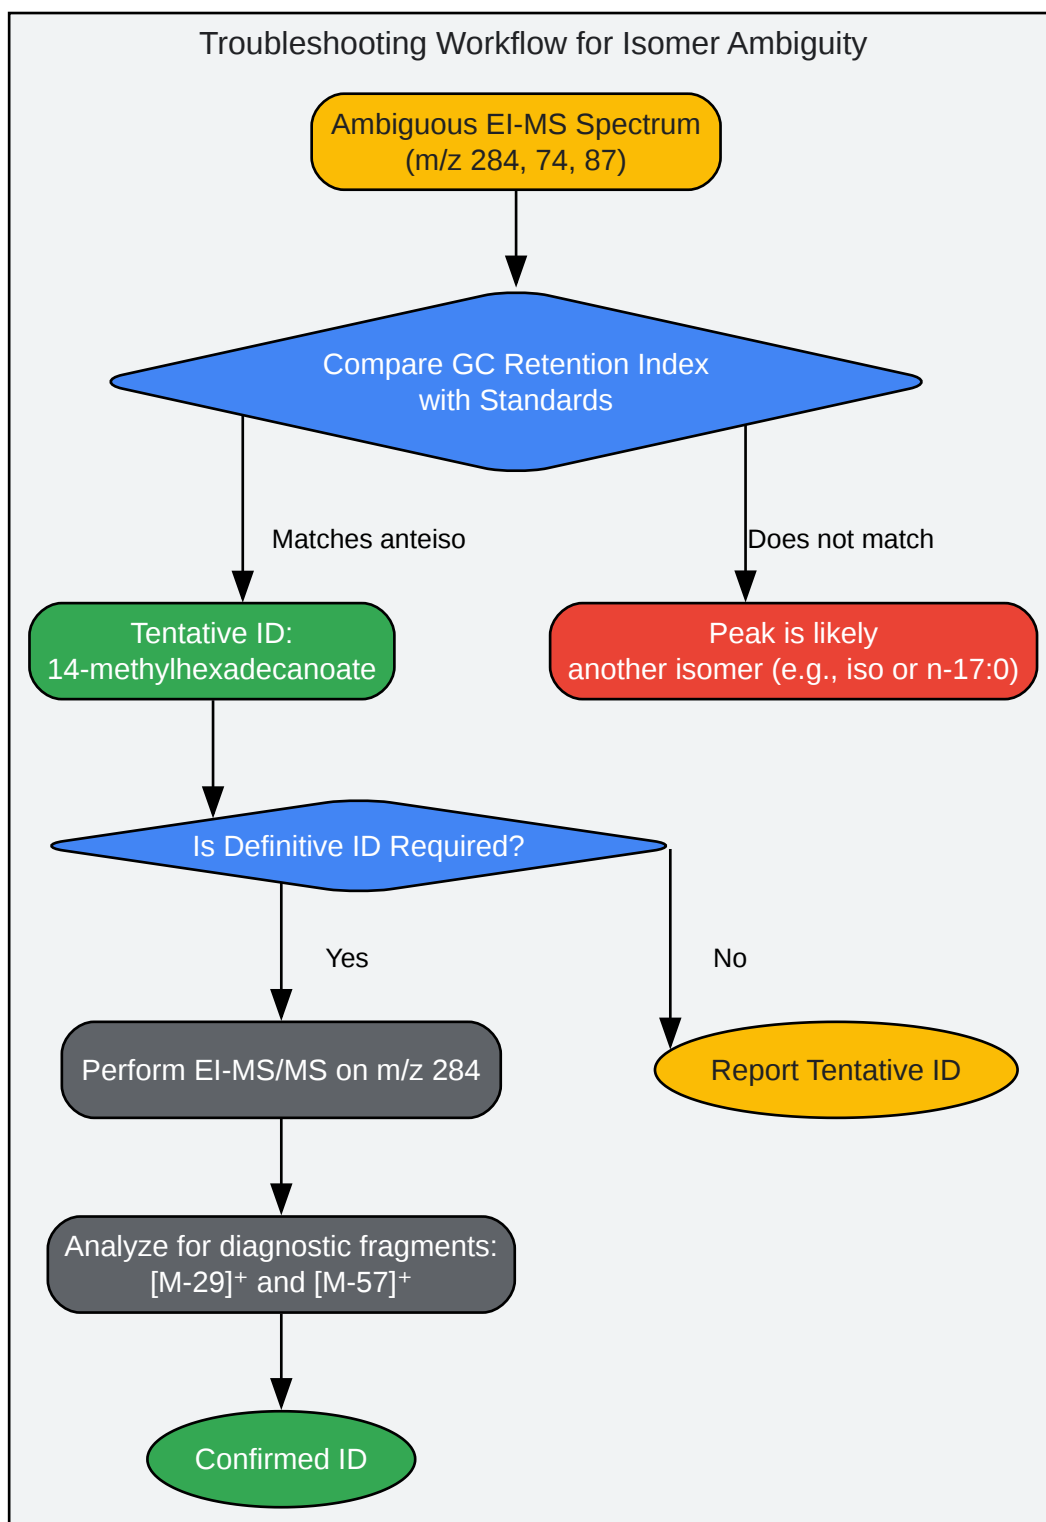 Troubleshooting Workflow for Isomer Ambiguity
Ambiguous EI-MS Spectrum
(m/z 284, 74, 87)
Compare GC Retention Index
with Standards
Matches anteiso
Does not match
Tentative ID:
14-methylhexadecanoate
Peak is likely
another isomer (e.g., iso or n-17:0)
Is Definitive ID Required?
Yes
No
Perform EI-MS/MS on m/z 284
Report Tentative ID
Analyze for diagnostic fragments:
[M-29]⁺ and [M-57]⁺
Confirmed ID